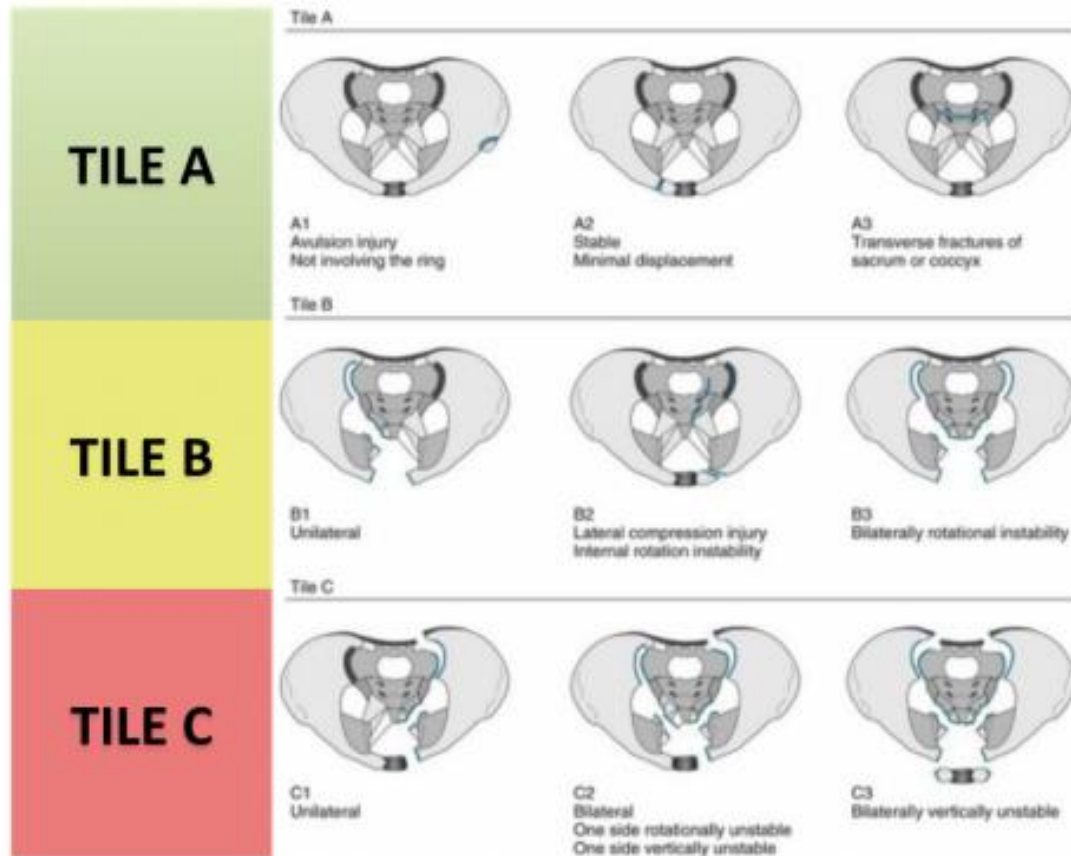 TILE A
Tile A
A1
Avulsion injury
Not involving the ring
A2
Stable
Minimal displacement
A3
Transverse fractures of
sacrum or coccyx
TILE B
Tile B
B1
Unilateral
B2
Lateral compression injury
Internal rotation instability
B3
Bilaterally rotational instability
TILE C
Tile C
C1
Unilateral
C2
Bilateral
One side rotationally unstable
One side vertically unstable
C3
Bilaterally vertically unstable